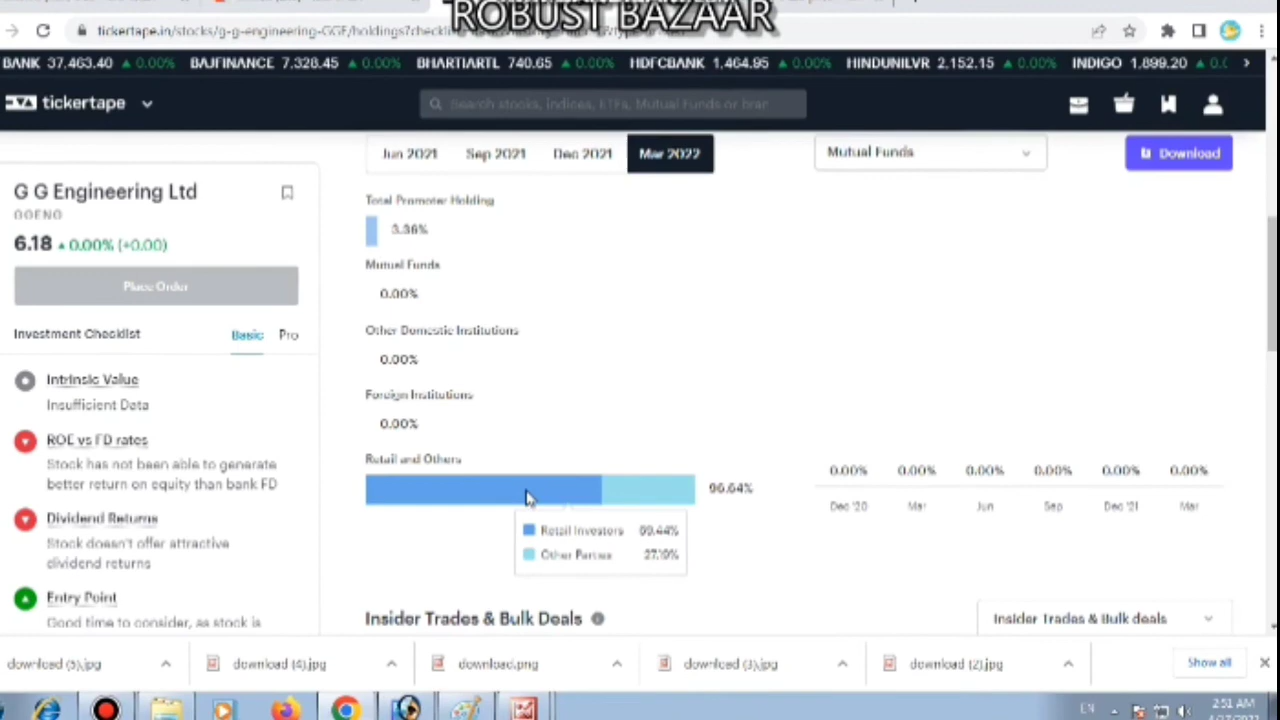 ROBUST BAZAAR
BANK 37,463.40 0.00% BAJFINANCE 7,328.45 0.00% BHARTIARTL 740.65 0.00% HDFCBANK 1,464.95 0.00% HINDUNILVR 2,152.15 0.00% INDIGO 1,899.20
tickertape
Search stocks, indices, ETFs, Mutual Funds or bran
Jun 2021 Sep 2021 Dec 2021 Mar 2022
Mutual Funds
Download
G G Engineering Ltd
GGENG
6.18 0.00% (+0.00)
Place Order
Investment Checklist Basic Pro
Intrinsic Value
Insufficient Data
ROE vs FD rates
Stock has not been able to generate
better return on equity than bank FD
Dividend Returns
Stock doesn't offer attractive
dividend returns
Entry Point
Good time to consider, as stock is
Total Promoter Holding
3.36%
Mutual Funds
0.00%
Other Domestic Institutions
0.00%
Foreign Institutions
0.00%
Retail and Others
96.64%
Retail Investors 69.44%
Other Parties 27.19%
0.00% 0.00% 0.00% 0.00% 0.00% 0.00%
Dec '20 Mar Jun Sep Dec '21 Mar
Insider Trades & Bulk Deals
Insider Trades & Bulk deals
download (5).jpg
download (4).jpg
download.png
download (3).jpg
download (2).jpg
Show all
EN
2:51 AM